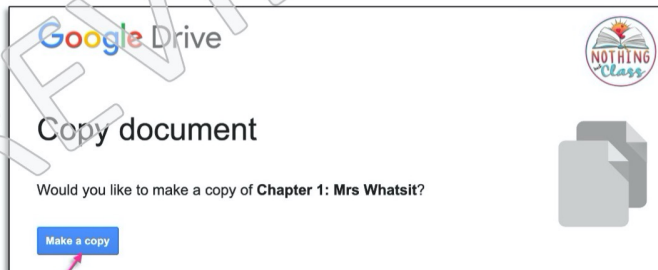 Google Drive
NOTHING
Class
Copy document
Would you like to make a copy of Chapter 1: Mrs Whatsit?
Make a copy